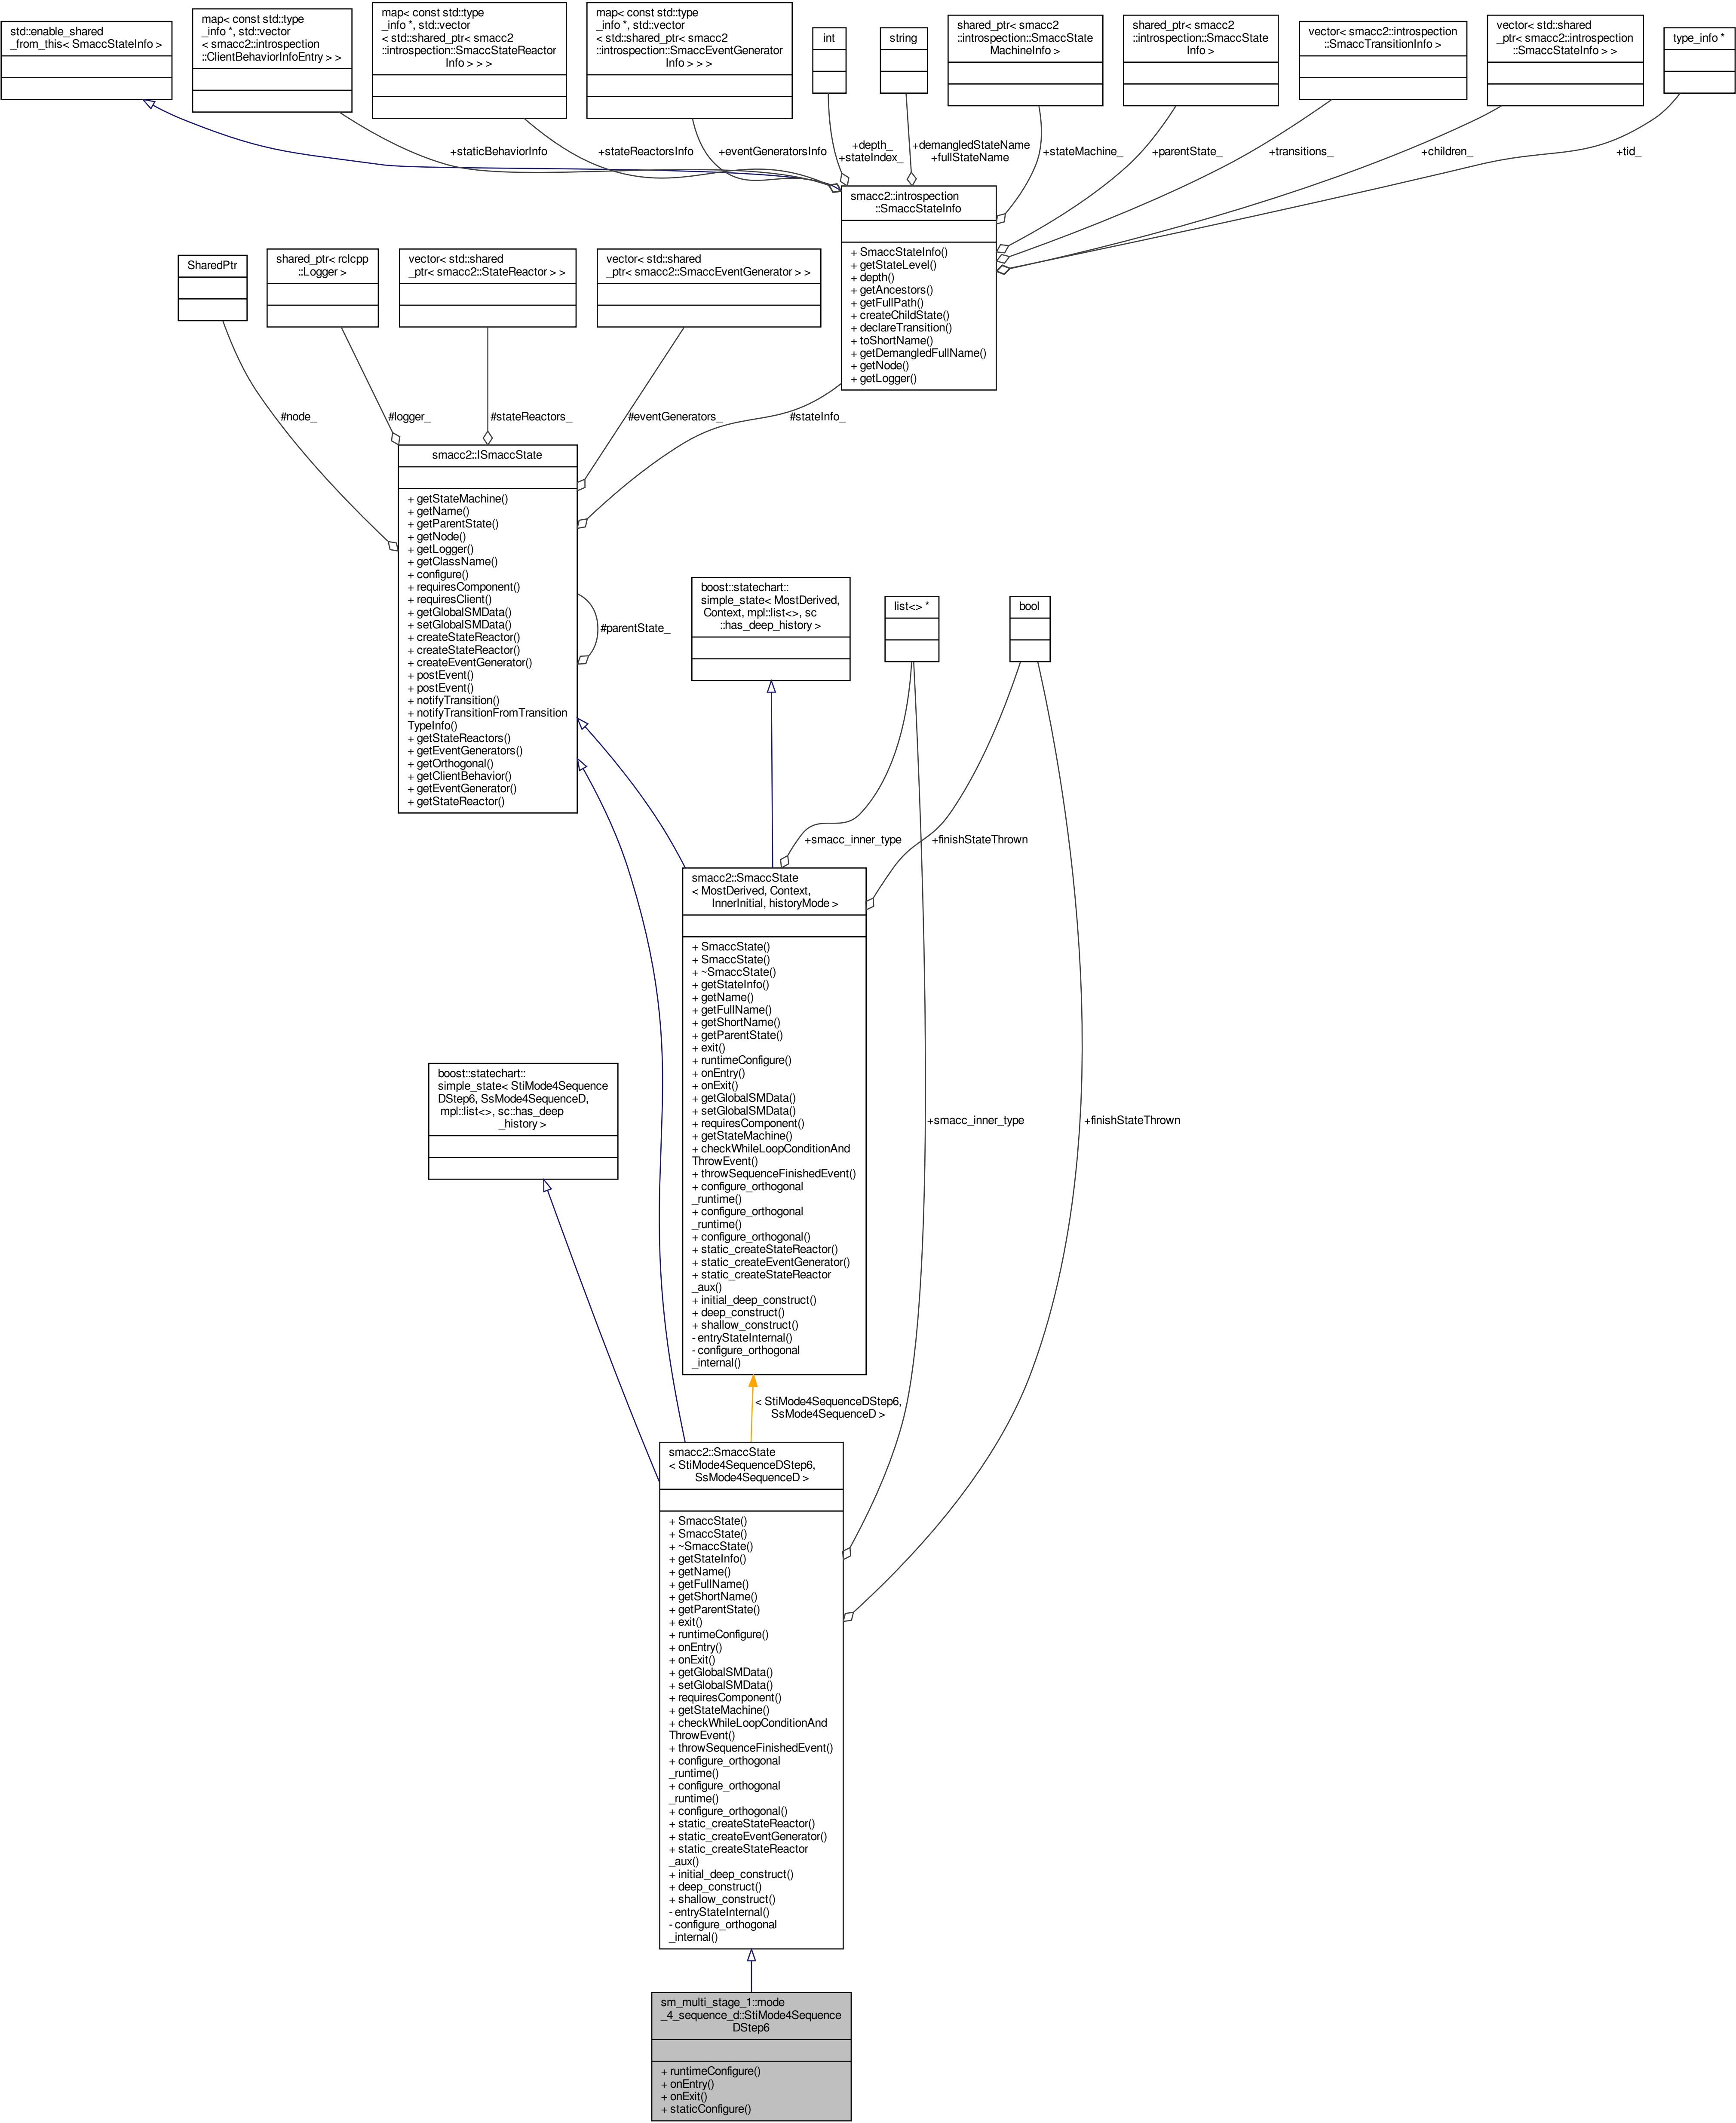 std::enable_shared
_from_this< SmaccStateInfo >
map< const std::type
_info *, std::vector
< smacc2::introspection
::ClientBehaviorInfoEntry > >
map< const std::type
_info *, std::vector
< std::shared_ptr< smacc2
::introspection::SmaccStateReactor
Info > > >
map< const std::type
_info *, std::vector
< std::shared_ptr< smacc2
::introspection::SmaccEventGenerator
Info > > >
int
string
shared_ptr< smacc2
::introspection::SmaccState
MachineInfo >
shared_ptr< smacc2
::introspection::SmaccState
Info >
vector< smacc2::introspection
::SmaccTransitionInfo >
vector< std::shared
_ptr< smacc2::introspection
::SmaccStateInfo > >
type_info *
+staticBehaviorInfo
+stateReactorsInfo
+eventGeneratorsInfo
+depth_
+stateIndex_
+demangledStateName
+fullStateName
+stateMachine_
+parentState_
+transitions_
+children_
+tid_
smacc2::introspection
::SmaccStateInfo
+ SmaccStateInfo()
+ getStateLevel()
+ depth()
+ getAncestors()
+ getFullPath()
+ createChildState()
+ declareTransition()
+ toShortName()
+ getDemangledFullName()
+ getNode()
+ getLogger()
SharedPtr
shared_ptr< rclcpp
::Logger >
vector< std::shared
_ptr< smacc2::StateReactor > >
vector< std::shared
_ptr< smacc2::SmaccEventGenerator > >
#node_
#logger_
#stateReactors_
#eventGenerators_
#stateInfo_
smacc2::ISmaccState
+ getStateMachine()
+ getName()
+ getParentState()
+ getNode()
+ getLogger()
+ getClassName()
+ configure()
+ requiresComponent()
+ requiresClient()
+ getGlobalSMData()
+ setGlobalSMData()
+ createStateReactor()
+ createStateReactor()
+ createEventGenerator()
+ postEvent()
+ postEvent()
+ notifyTransition()
+ notifyTransitionFromTransition
TypeInfo()
+ getStateReactors()
+ getEventGenerators()
+ getOrthogonal()
+ getClientBehavior()
+ getEventGenerator()
+ getStateReactor()
#parentState_
boost::statechart::
simple_state< MostDerived,
Context, mpl::list<>, sc
::has_deep_history >
list<> *
bool
+smacc_inner_type
+finishStateThrown
smacc2::SmaccState
< MostDerived, Context,
InnerInitial, historyMode >
+ SmaccState()
+ SmaccState()
+ ~SmaccState()
+ getStateInfo()
+ getName()
+ getFullName()
+ getShortName()
+ getParentState()
+ exit()
+ runtimeConfigure()
+ onEntry()
+ onExit()
+ getGlobalSMData()
+ setGlobalSMData()
+ requiresComponent()
+ getStateMachine()
+ checkWhileLoopConditionAnd
ThrowEvent()
+ throwSequenceFinishedEvent()
+ configure_orthogonal
_runtime()
+ configure_orthogonal
_runtime()
+ configure_orthogonal()
+ static_createStateReactor()
+ static_createEventGenerator()
+ static_createStateReactor
_aux()
+ initial_deep_construct()
+ deep_construct()
+ shallow_construct()
- entryStateInternal()
- configure_orthogonal
_internal()
boost::statechart::
simple_state< StiMode4Sequence
DStep6, SsMode4SequenceD,
mpl::list<>, sc::has_deep
_history >
+smacc_inner_type
+finishStateThrown
< StiMode4SequenceDStep6,
SsMode4SequenceD >
smacc2::SmaccState
< StiMode4SequenceDStep6,
SsMode4SequenceD >
+ SmaccState()
+ SmaccState()
+ ~SmaccState()
+ getStateInfo()
+ getName()
+ getFullName()
+ getShortName()
+ getParentState()
+ exit()
+ runtimeConfigure()
+ onEntry()
+ onExit()
+ getGlobalSMData()
+ setGlobalSMData()
+ requiresComponent()
+ getStateMachine()
+ checkWhileLoopConditionAnd
ThrowEvent()
+ throwSequenceFinishedEvent()
+ configure_orthogonal
_runtime()
+ configure_orthogonal
_runtime()
+ configure_orthogonal()
+ static_createStateReactor()
+ static_createEventGenerator()
+ static_createStateReactor
_aux()
+ initial_deep_construct()
+ deep_construct()
+ shallow_construct()
- entryStateInternal()
- configure_orthogonal
_internal()
sm_multi_stage_1::mode
_4_sequence_d::StiMode4Sequence
DStep6
+ runtimeConfigure()
+ onEntry()
+ onExit()
+ staticConfigure()